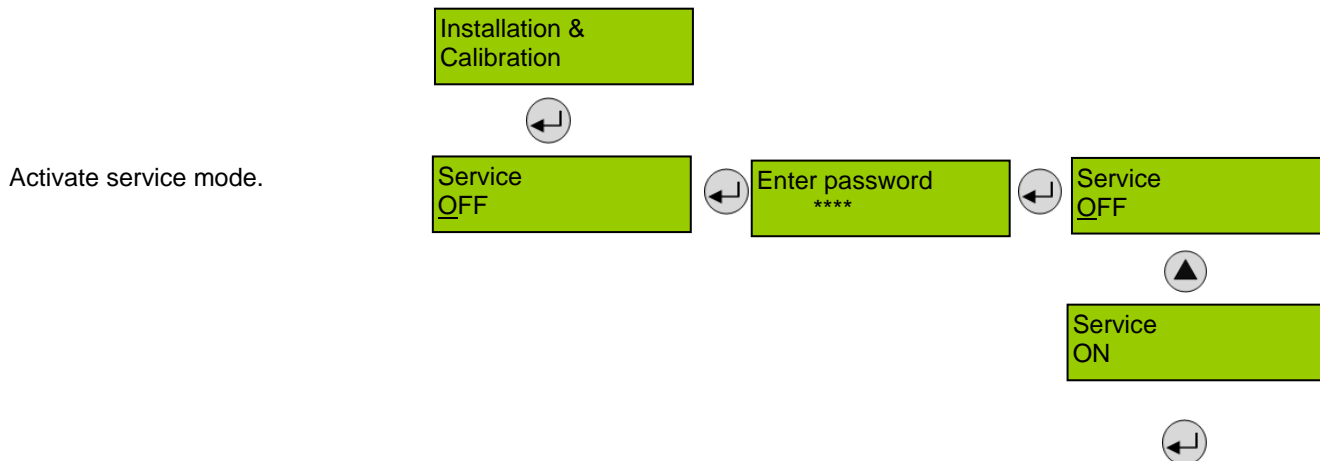 Installation &
Calibration
Activate service mode.
Service
OFF
Enter password
****
Service
OFF
Service
ON